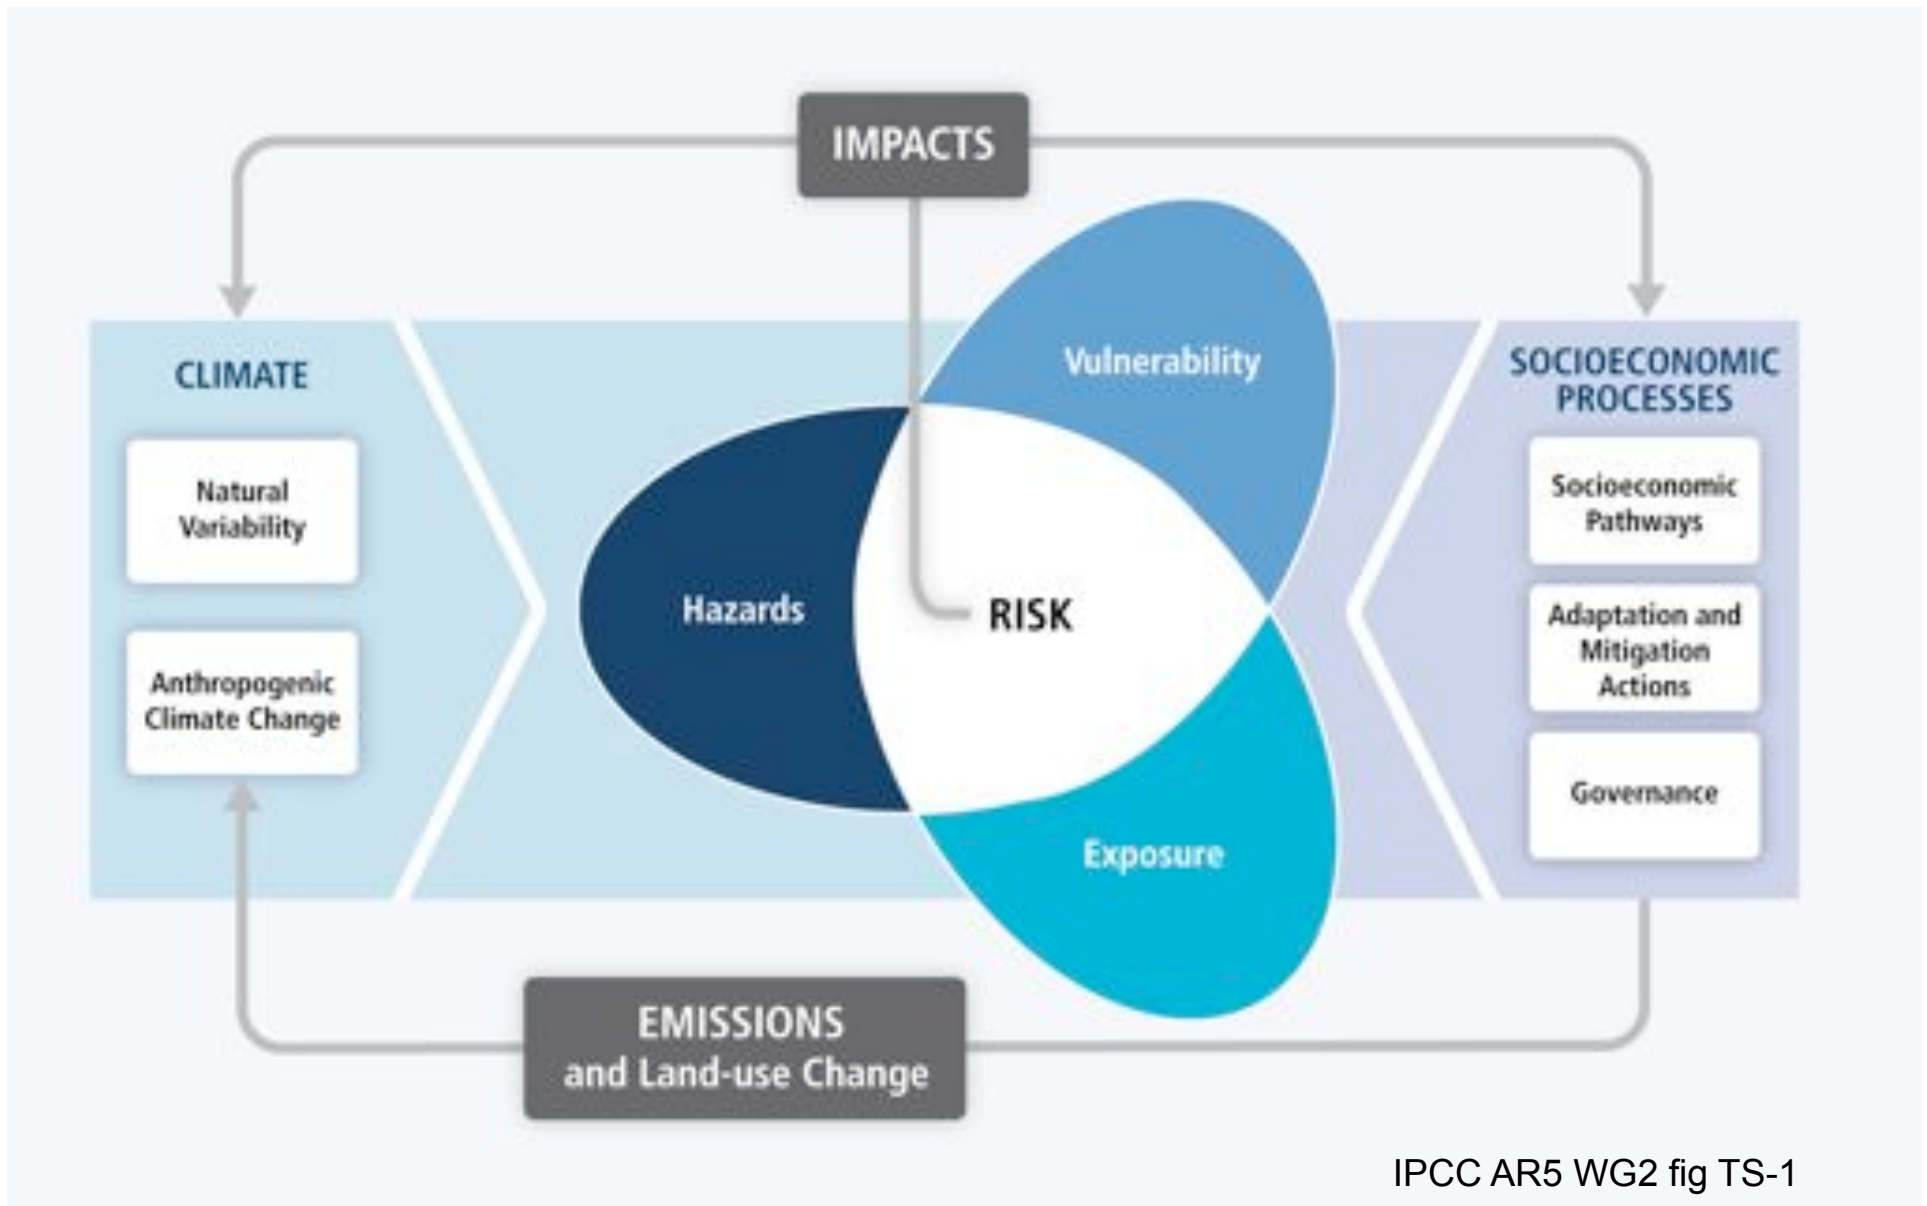 IMPACTS
CLIMATE
Natural
Variability
Anthropogenic
Climate Change
Vulnerability
Hazards
RISK
Exposure
SOCIOECONOMIC
PROCESSES
Socioeconomic
Pathways
Adaptation and
Mitigation
Actions
Governance
EMISSIONS
and Land-use Change
IPCC AR5 WG2 fig TS-1